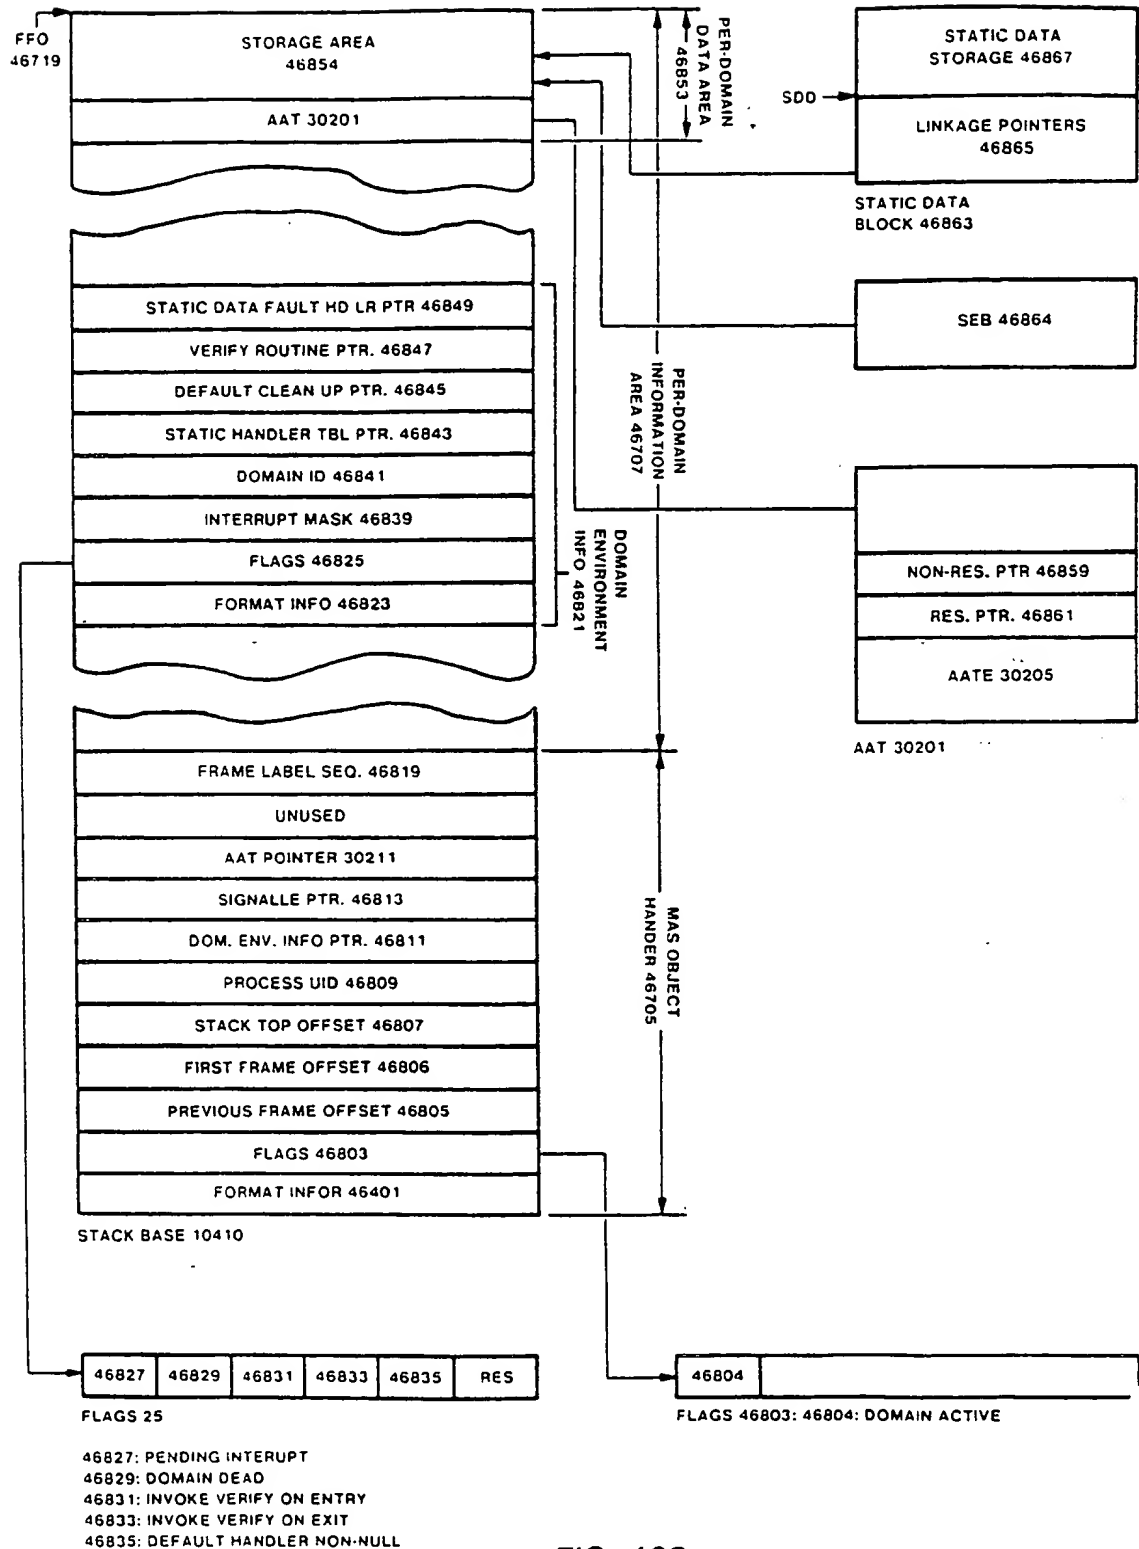 FFO
46719
STORAGE AREA
46854
AAT 30201
PER-DOMAIN
DATA AREA
46853
STATIC DATA
STORAGE 46867
SDD
LINKAGE POINTERS
46865
STATIC DATA
BLOCK 46863
STATIC DATA FAULT HD LR PTR 46849
VERIFY ROUTINE PTR. 46847
DEFAULT CLEAN UP PTR. 46845
STATIC HANDLER TBL PTR. 46843
DOMAIN ID 46841
INTERRUPT MASK 46839
FLAGS 46825
FORMAT INFO 46823
DOMAIN
ENVIRONMENT
INFO 46821
PER-DOMAIN
INFORMATION
AREA 46707
SEB 46864
NON-RES. PTR 46859
RES. PTR. 46861
AATE 30205
AAT 30201
FRAME LABEL SEQ. 46819
UNUSED
AAT POINTER 30211
SIGNALLE PTR. 46813
DOM. ENV. INFO PTR. 46811
PROCESS UID 46809
STACK TOP OFFSET 46807
FIRST FRAME OFFSET 46806
PREVIOUS FRAME OFFSET 46805
FLAGS 46803
FORMAT INFOR 46401
MAS OBJECT
HANDER 46705
STACK BASE 10410
46827 46829 46831 46833 46835 RES
FLAGS 25
46804
FLAGS 46803: 46804: DOMAIN ACTIVE
46827: PENDING INTERUPT
46829: DOMAIN DEAD
46831: INVOKE VERIFY ON ENTRY
46833: INVOKE VERIFY ON EXIT
46835: DEFAULT HANDLER NON-NULL